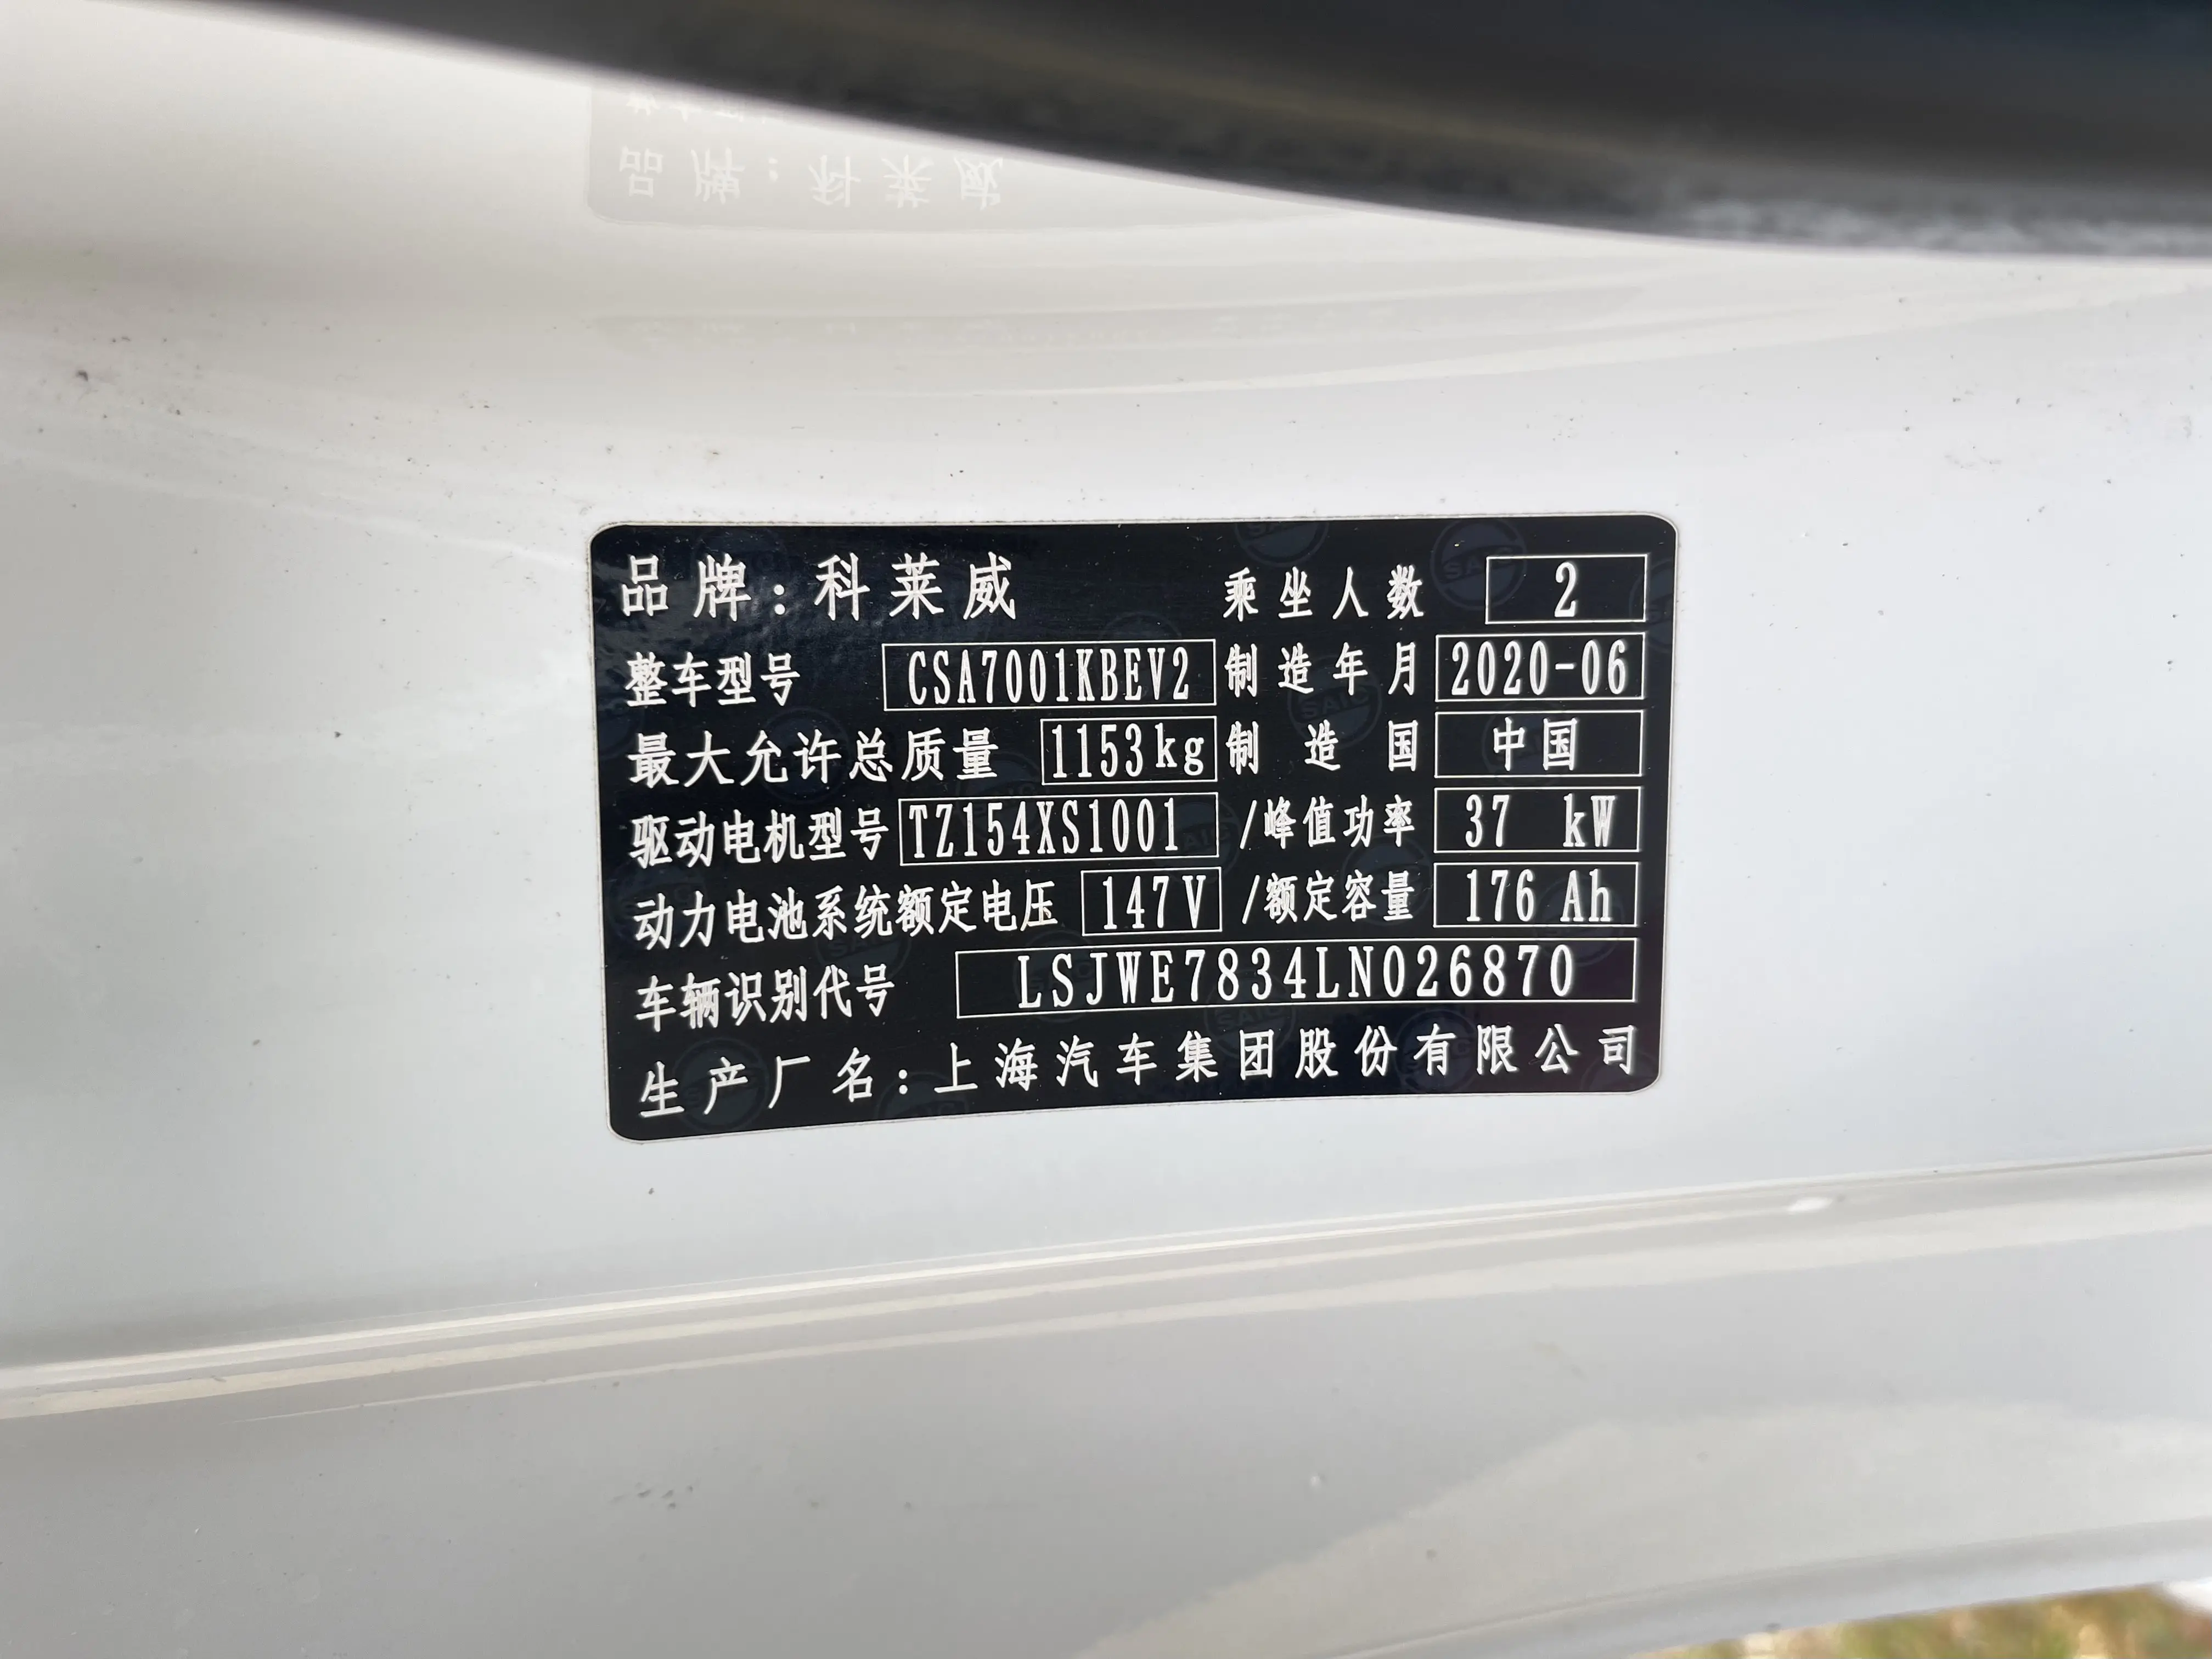 品牌：科莱威 乘坐人数 2
整车型号 CSA7001KBEV2 制造年月 2020-06
最大允许总质量 1153kg 制造国 中国
驱动电机型号 TZ154XS1001 /峰值功率 37 kW
动力电池系统额定电压 147V /额定容量 176 Ah
车辆识别代号 LSJWE7834LN026870
生产厂名：上海汽车集团股份有限公司